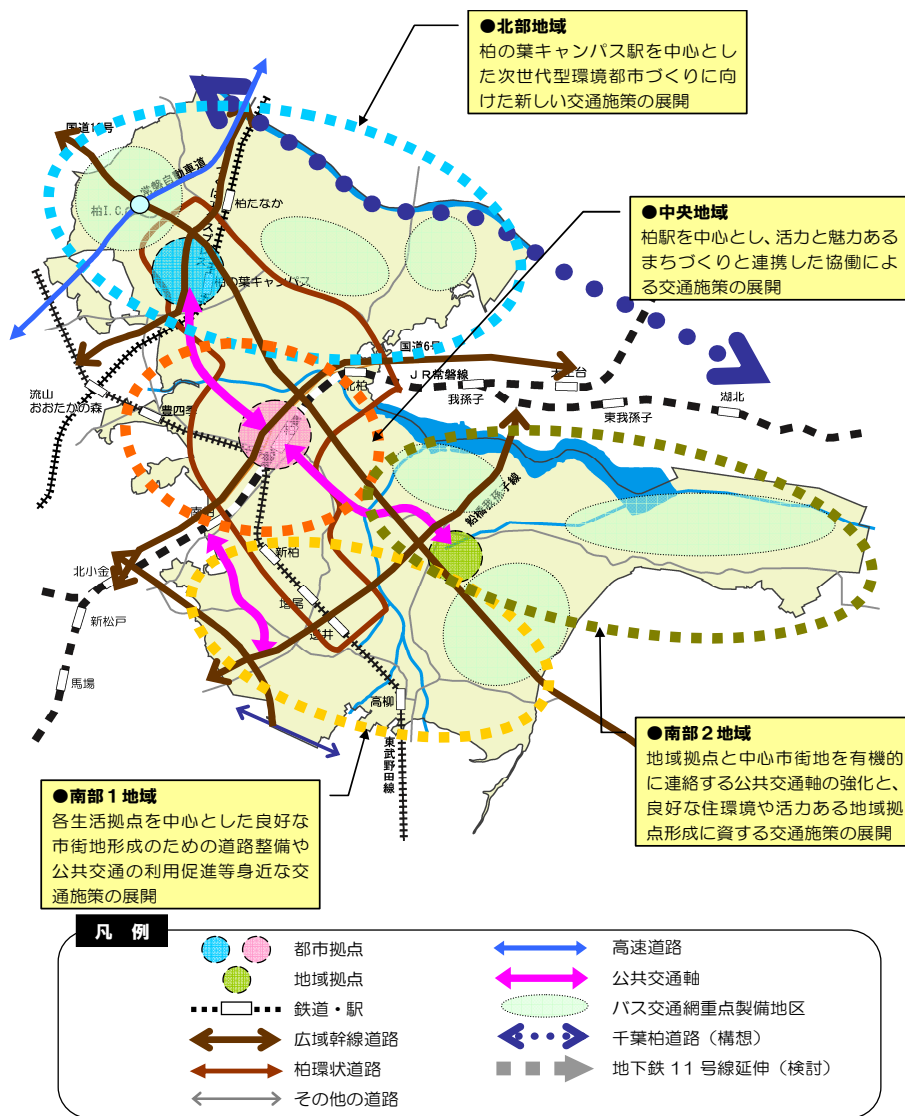 ●北部地域
柏の葉キャンパス駅を中心とし
た次世代型環境都市づくりに向
けた新しい交通施策の展開
常磐自動車道
柏I.C.
柏たなか
●中央地域
柏駅を中心とし、活力と魅力ある
まちづくりと連携した協働によ
る交通施策の展開
の葉キャンパス
国道6号
JR常磐線
北柏
我孫子
天王台
湖北
東我孫子
流山
おおたかの森
豊四季
柏
船橋我孫子線
南柏
新柏
北小金
増尾
新松戸
逆井
馬場
高柳
東武野田線
●南部2地域
地域拠点と中心市街地を有機的
に連絡する公共交通軸の強化と、
良好な住環境や活力ある地域拠
点形成に資する交通施策の展開
●南部1地域
各生活拠点を中心とした良好な
市街地形成のための道路整備や
公共交通の利用促進等身近な交
通施策の展開
凡 例
都市拠点
地域拠点
鉄道・駅
広域幹線道路
柏環状道路
その他の道路
高速道路
公共交通軸
バス交通網重点製備地区
千葉柏道路（構想）
地下鉄 11 号線延伸（検討）